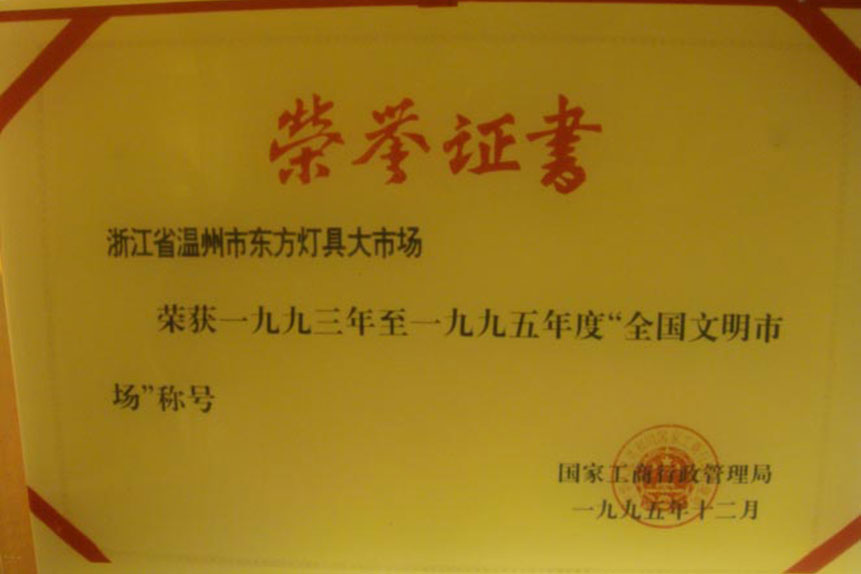 荣誉证书
浙江省温州市东方灯具大市场
荣获一九九三年至一九九五年度“全国文明市
场”称号
国家工商行政管理局
一九九五年十二月